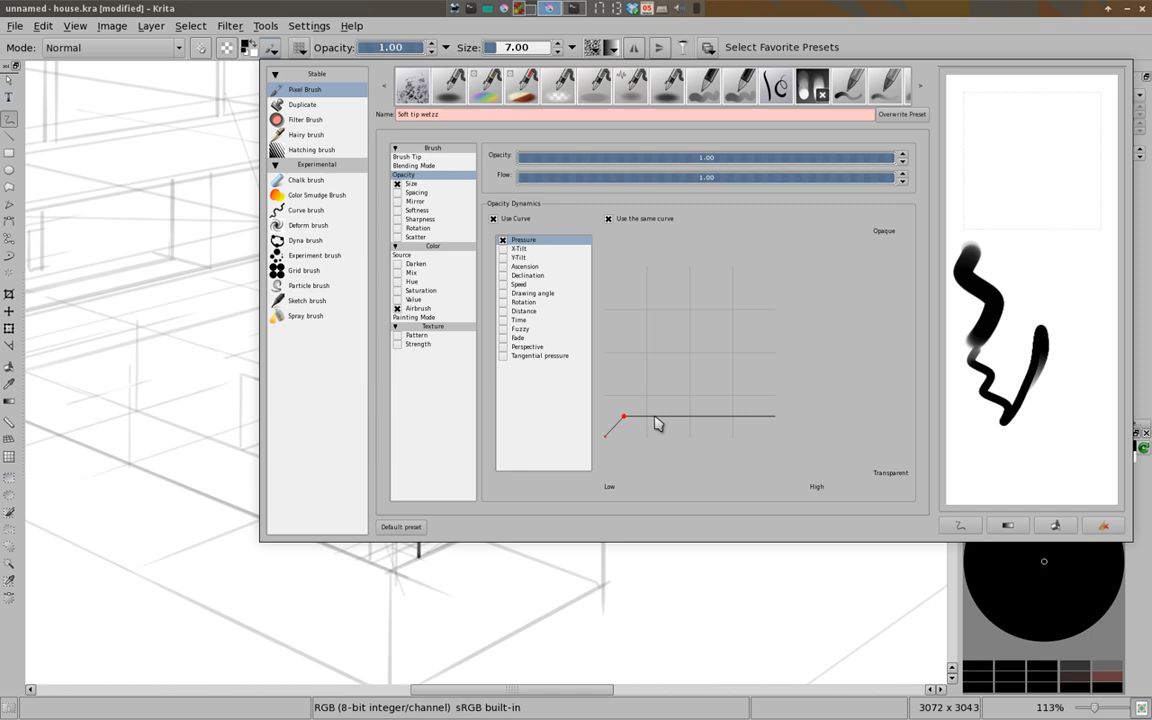 unnamed - house.kra [modified] – Krita
17 13
05
File Edit View Image Layer Select Filter Tools Settings Help
Mode: Normal
Opacity: 1.00
Size: 7.00
Select Favorite Presets
T
Stable
Pixel Brush
Duplicate
Filter Brush
Hairy brush
Hatching brush
Experimental
Chalk brush
Color Smudge Brush
Curve brush
Deform brush
Dyna brush
Experiment brush
Grid brush
Particle brush
Sketch brush
Spray brush
< >
Name: Soft tip wetzz
Overwrite Preset
Brush
Brush Tip
Blending Mode
Opacity
Size
Spacing
Mirror
Softness
Sharpness
Rotation
Scatter
Color
Source
Darken
Mix
Hue
Saturation
Value
Airbrush
Painting Mode
Texture
Pattern
Strength
Opacity: 1.00
Flow: 1.00
Opacity Dynamics
Use Curve
Use the same curve
Pressure
X-Tilt
Y-Tilt
Ascension
Declination
Speed
Drawing angle
Rotation
Distance
Time
Fuzzy
Fade
Perspective
Tangential pressure
Opaque
Transparent
Low
High
Default preset
RGB (8-bit integer/channel) sRGB built-in
3072 x 3043
113%